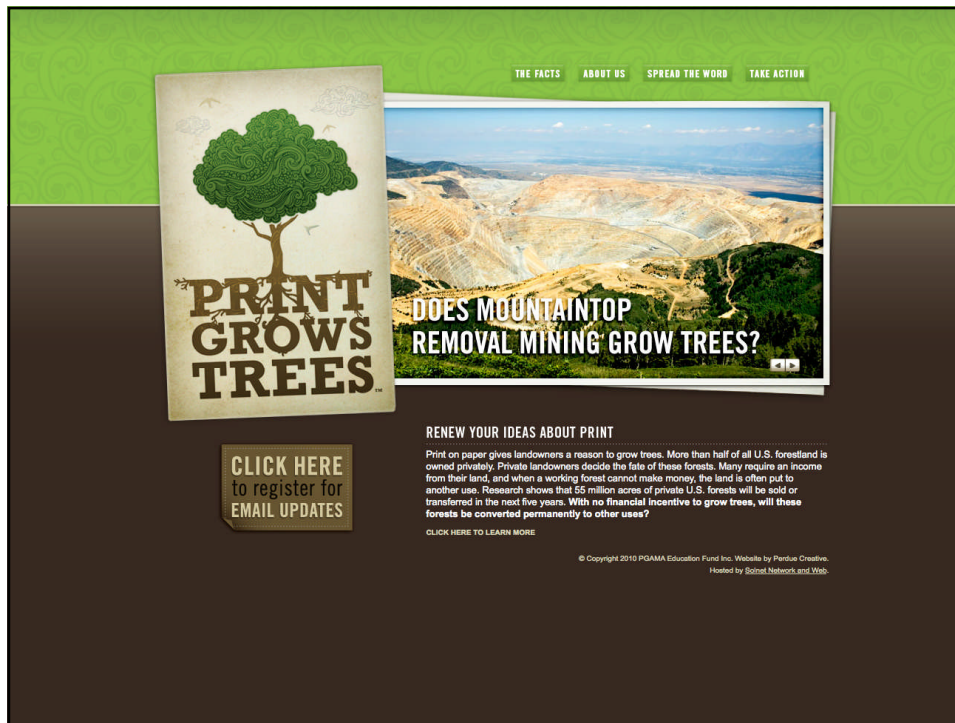 THE FACTS ABOUT US SPREAD THE WORD TAKE ACTION
PRINT
GROWS
TREES™
DOES MOUNTAINTOP
REMOVAL MINING GROW TREES?
CLICK HERE
to register for
EMAIL UPDATES
RENEW YOUR IDEAS ABOUT PRINT
Print on paper gives landowners a reason to grow trees. More than half of all U.S. forestland is
owned privately. Private landowners decide the fate of these forests. Many require an income
from their land, and when a working forest cannot make money, the land is often put to
another use. Research shows that 55 million acres of private U.S. forests will be sold or
transferred in the next five years. With no financial incentive to grow trees, will these
forests be converted permanently to other uses?
CLICK HERE TO LEARN MORE
© Copyright 2010 PGAMA Education Fund Inc. Website by Perdue Creative.
Hosted by Solnet Network and Web.